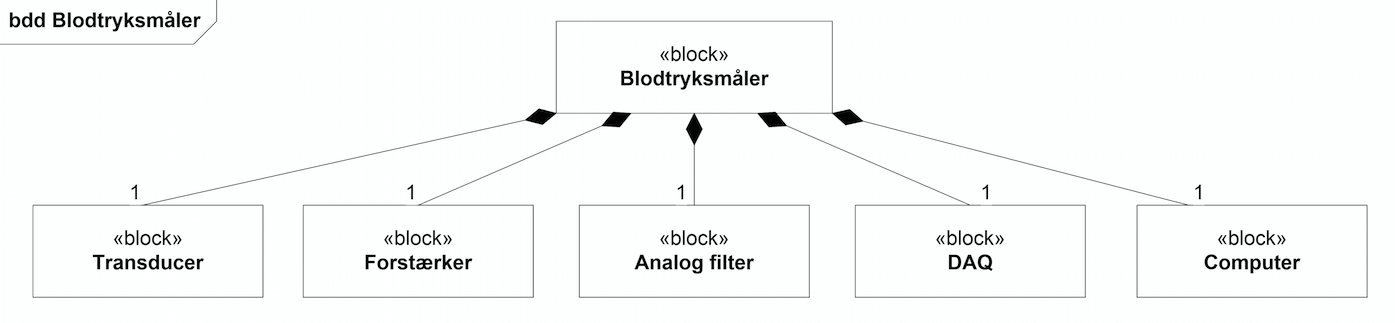 bdd Blodtryksmåler
«block»
Blodtryksmåler
1
1
1
1
1
«block»
Transducer
«block»
Forstærker
«block»
Analog filter
«block»
DAQ
«block»
Computer